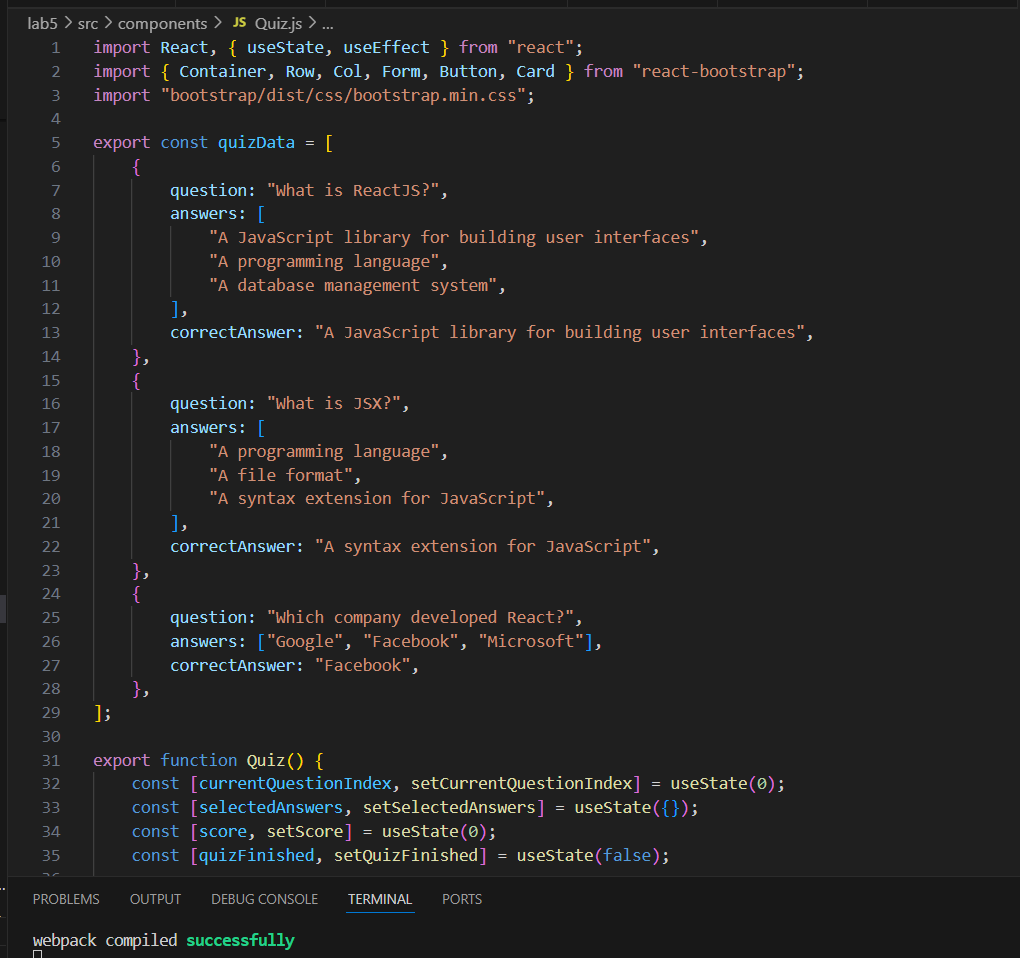 lab5 > src > components > JS Quiz.js > ...
1 import React, { useState, useEffect } from "react";
2 import { Container, Row, Col, Form, Button, Card } from "react-bootstrap";
3 import "bootstrap/dist/css/bootstrap.min.css";
4
5 export const quizData = [
6 {
7 question: "What is ReactJS?",
8 answers: [
9 "A JavaScript library for building user interfaces",
10 "A programming language",
11 "A database management system",
12 ],
13 correctAnswer: "A JavaScript library for building user interfaces",
14 },
15 {
16 question: "What is JSX?",
17 answers: [
18 "A programming language",
19 "A file format",
20 "A syntax extension for JavaScript",
21 ],
22 correctAnswer: "A syntax extension for JavaScript",
23 },
24 {
25 question: "Which company developed React?",
26 answers: ["Google", "Facebook", "Microsoft"],
27 correctAnswer: "Facebook",
28 },
29 ];
30
31 export function Quiz() {
32 const [currentQuestionIndex, setCurrentQuestionIndex] = useState(0);
33 const [selectedAnswers, setSelectedAnswers] = useState({});
34 const [score, setScore] = useState(0);
35 const [quizFinished, setQuizFinished] = useState(false);
PROBLEMS OUTPUT DEBUG CONSOLE TERMINAL PORTS
webpack compiled successfully